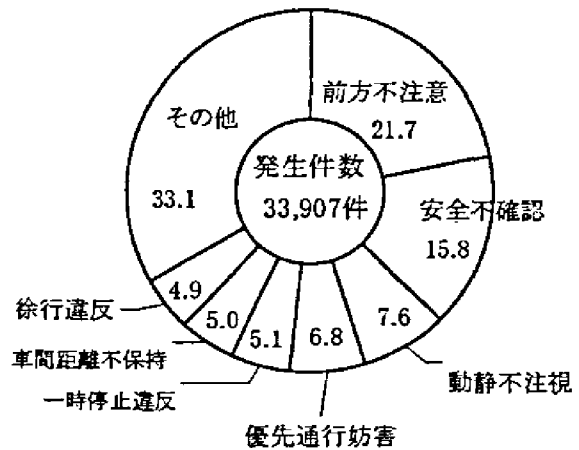 前方不注意
21.7
その他
33.1
発生件数
33,907件
安全不確認
15.8
4.9
5.0
5.1
6.8
7.6
徐行違反
車間距離不保持
一時停止違反
動静不注視
優先通行妨害